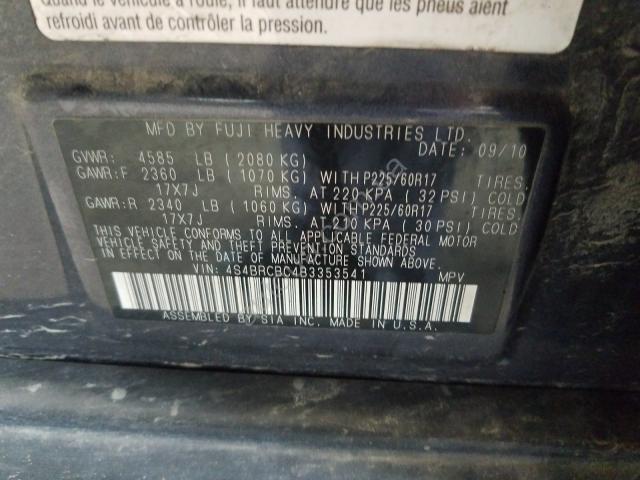 Quand le véhicule a roulé, il faut attendre que les pneus aient
refroidi avant de contrôler la pression.
MFD BY FUJI HEAVY INDUSTRIES LTD.
DATE: 09/10
GVWR: 4585 LB (2080 KG)
GAWR:F 2360 LB (1070 KG) WITH P225/60R17 TIRES,
17X7J RIMS, AT 220 KPA (32 PSI) COLD
GAWR:R 2340 LB (1060 KG) WITH P225/60R17 TIRES,
17X7J RIMS, AT 210 KPA (30 PSI) COLD
THIS VEHICLE CONFORMS TO ALL APPLICABLE FEDERAL MOTOR
VEHICLE SAFETY BUMPER AND THEFT PREVENTION STANDARDS
IN EFFECT ON THE DATE OF MANUFACTURE SHOWN ABOVE.
VIN: 4S4BRCBC4B3353541 MPV
ASSEMBLED BY SIA INC. MADE IN U.S.A.